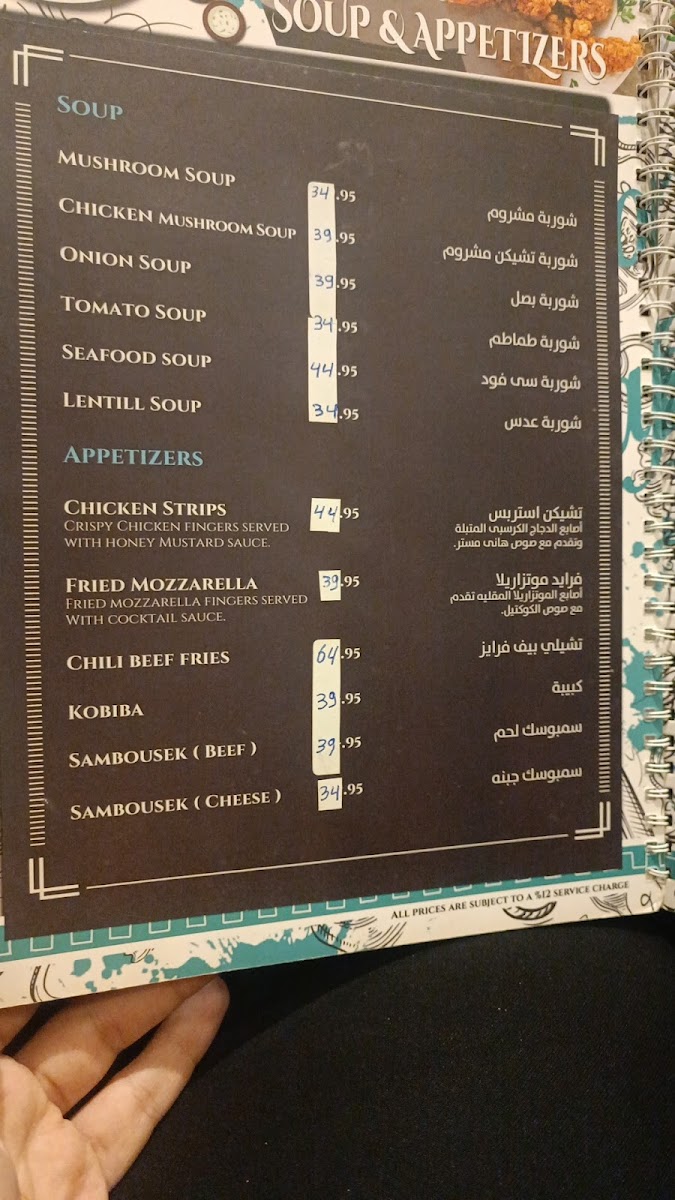 SOUP & APPETIZERS
SOUP
MUSHROOM SOUP 34.95 شوربة مشروم
CHICKEN MUSHROOM SOUP 39.95 شوربة تشيكن مشروم
ONION SOUP 39.95 شوربة بصل
TOMATO SOUP 34.95 شوربة طماطم
SEAFOOD SOUP 44.95 شوربة سى فود
LENTILL SOUP 34.95 شوربة عدس
APPETIZERS
CHICKEN STRIPS 44.95 تشيكن استربس
CRISPY CHICKEN FINGERS SERVED أصابع الدجاج الكرسبى المتبلة
WITH HONEY MUSTARD SAUCE. وتقدم مع صوص هانى مستر.
FRIED MOZZARELLA 39.95 فرايد موتزاريلا
FRIED MOZZARELLA FINGERS SERVED أصابع الموتزاريلا المقليه تقدم
WITH COCKTAIL SAUCE. مع صوص الكوكتيل.
CHILI BEEF FRIES 64.95 تشيلي بيف فرايز
KOBIBA 39.95 كبيبة
SAMBOUSEK ( BEEF ) 39.95 سمبوسك لحم
SAMBOUSEK ( CHEESE ) 34.95 سمبوسك جبنه
ALL PRICES ARE SUBJECT TO A %12 SERVICE CHARGE